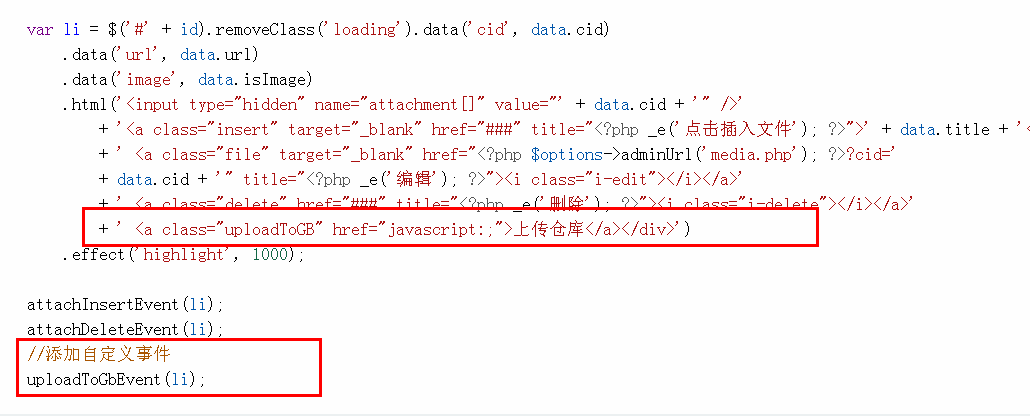 var li = $('#' + id).removeClass('loading').data('cid', data.cid)
.data('url', data.url)
.data('image', data.isImage)
.html('<input type="hidden" name="attachment[]" value="' + data.cid + '" />'
+ '<a class="insert" target="_blank" href="###" title="<?php _e('点击插入文件'); ?>">' + data.title + '<
+ ' <a class="file" target="_blank" href="<?php $options->adminUrl('media.php'); ?>?cid='
+ data.cid + '" title="<?php _e('编辑'); ?>"><i class="i-edit"></i></a>'
+ ' <a class="delete" href="###" title="<?php _e('删除'); ?>"><i class="i-delete"></i></a>'
+ ' <a class="uploadToGB" href="javascript:;">上传仓库</a></div>')
.effect('highlight', 1000);
attachInsertEvent(li);
attachDeleteEvent(li);
//添加自定义事件
uploadToGbEvent(li);